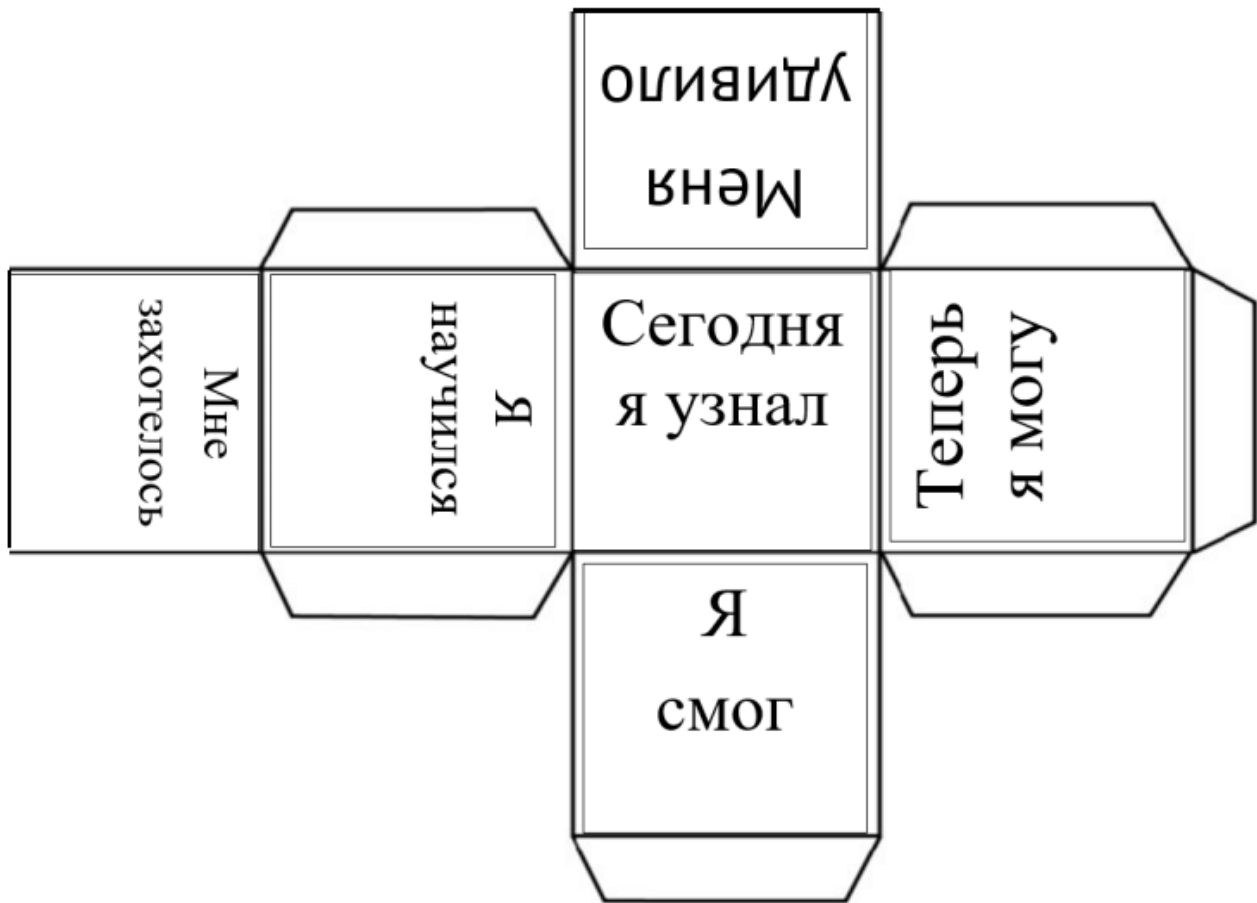 Меня
удивило
Мне
захотелось
Я
научился
Сегодня
я узнал
Теперь
я могу
Я
смог